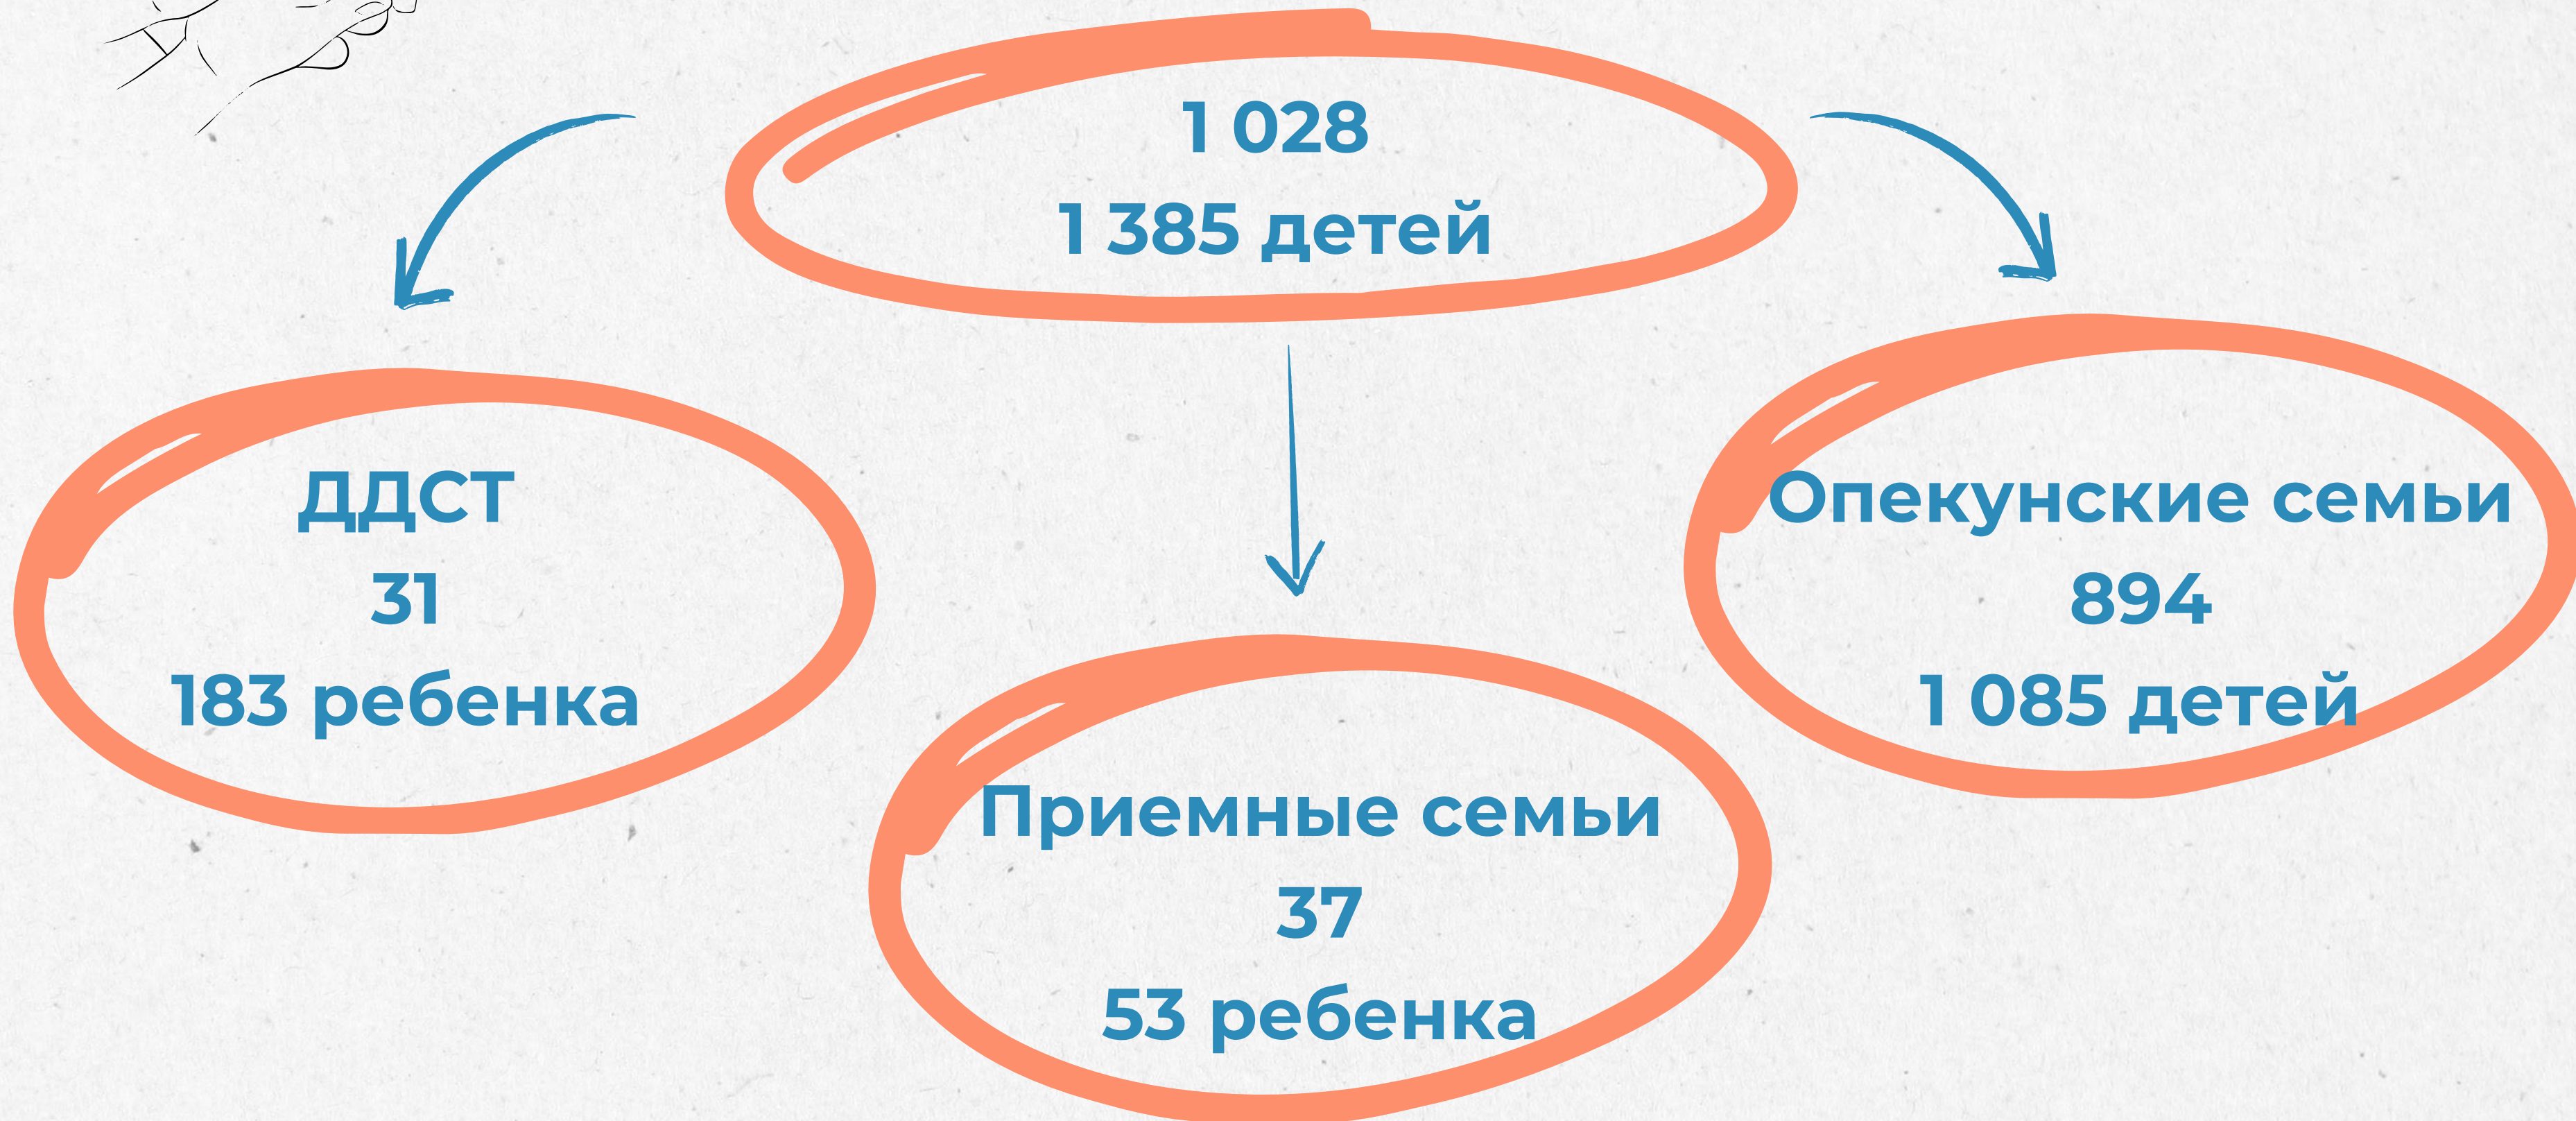 1 028
1 385 детей
ДДСТ
31
183 ребенка
Приемные семьи
37
53 ребенка
Опекунские семьи
894
1 085 детей